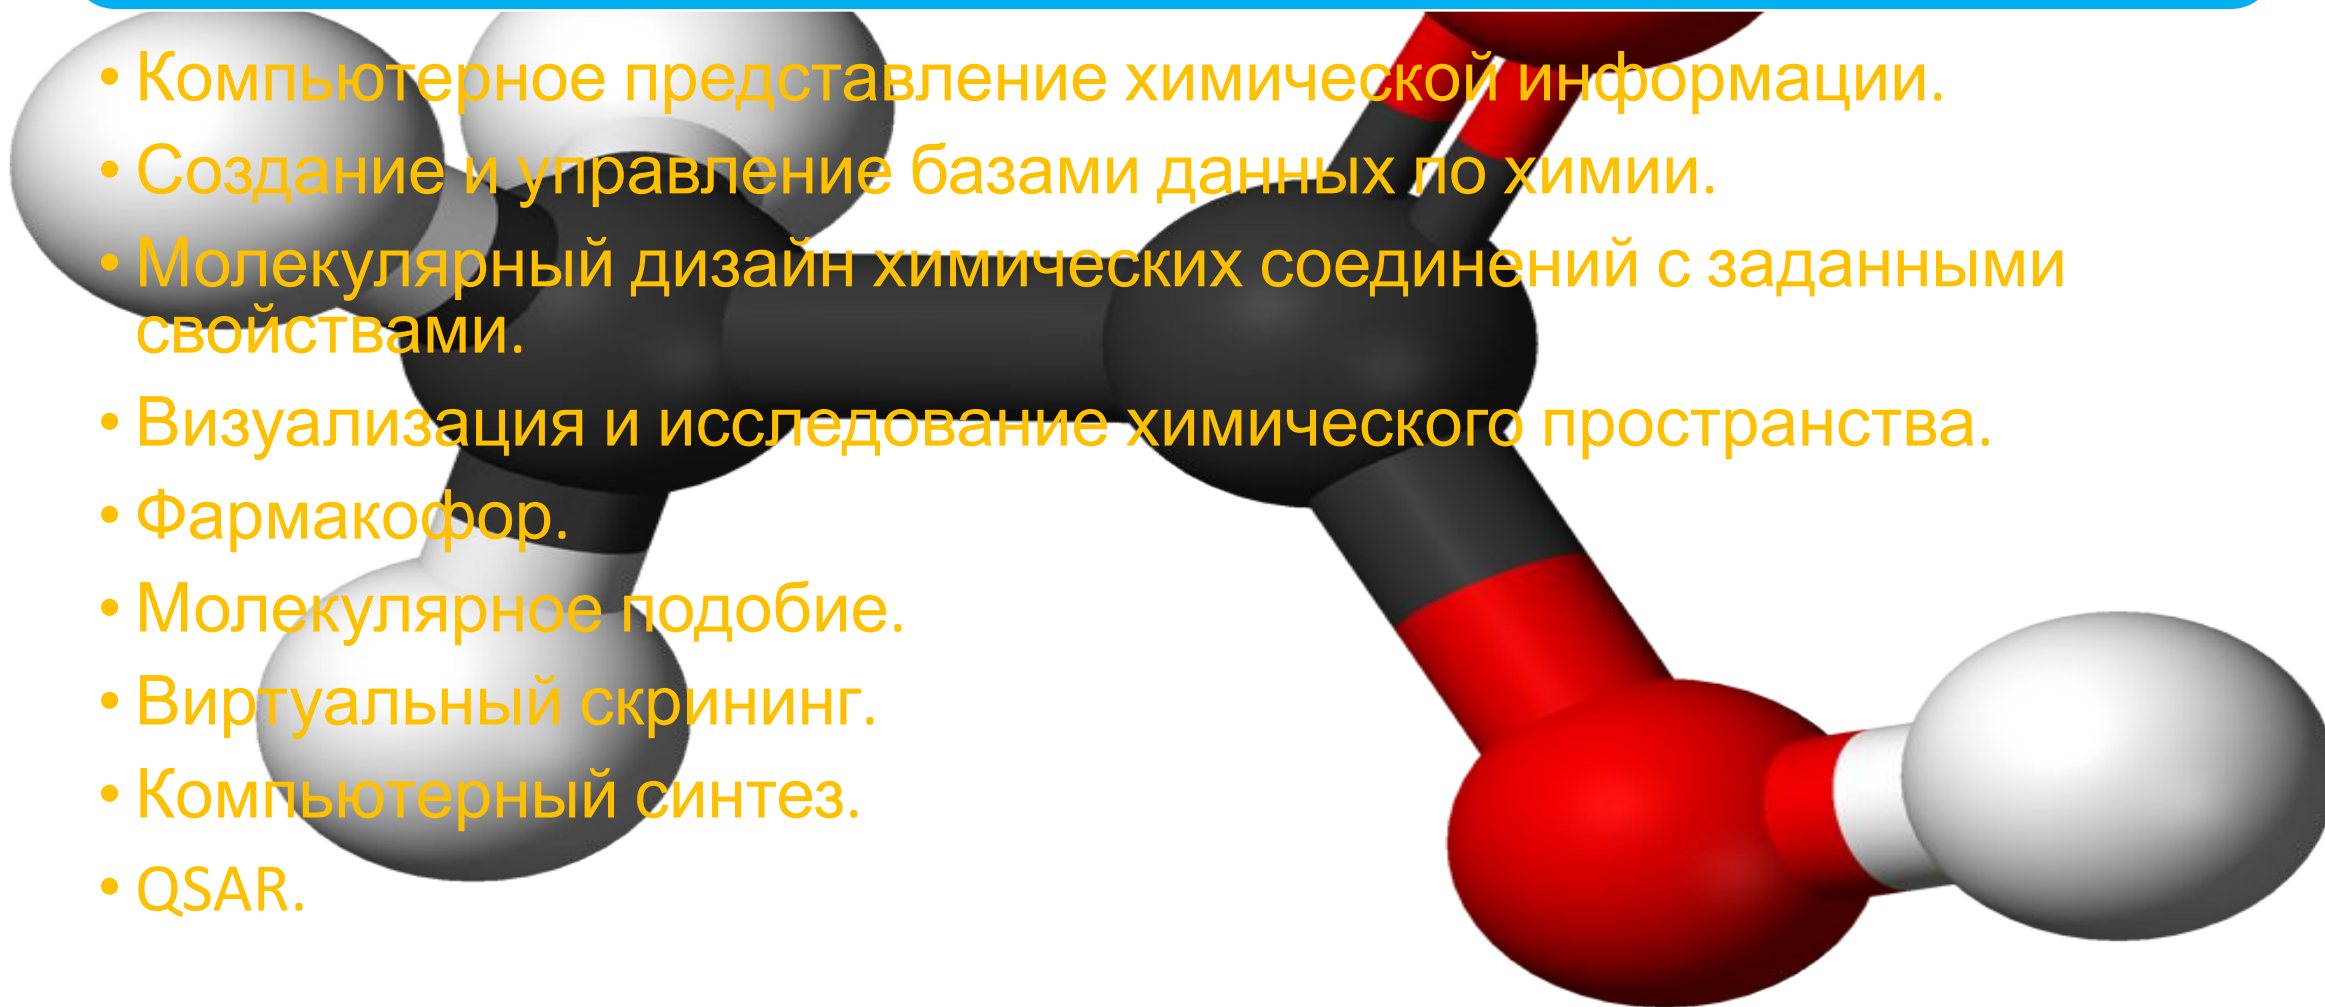 • Компьютерное представление химической информации.
• Создание и управление базами данных по химии.
• Молекулярный дизайн химических соединений с заданными
свойствами.
• Визуализация и исследование химического пространства.
• Фармакофор.
• Молекулярное подобие.
• Виртуальный скрининг.
• Компьютерный синтез.
• QSAR.